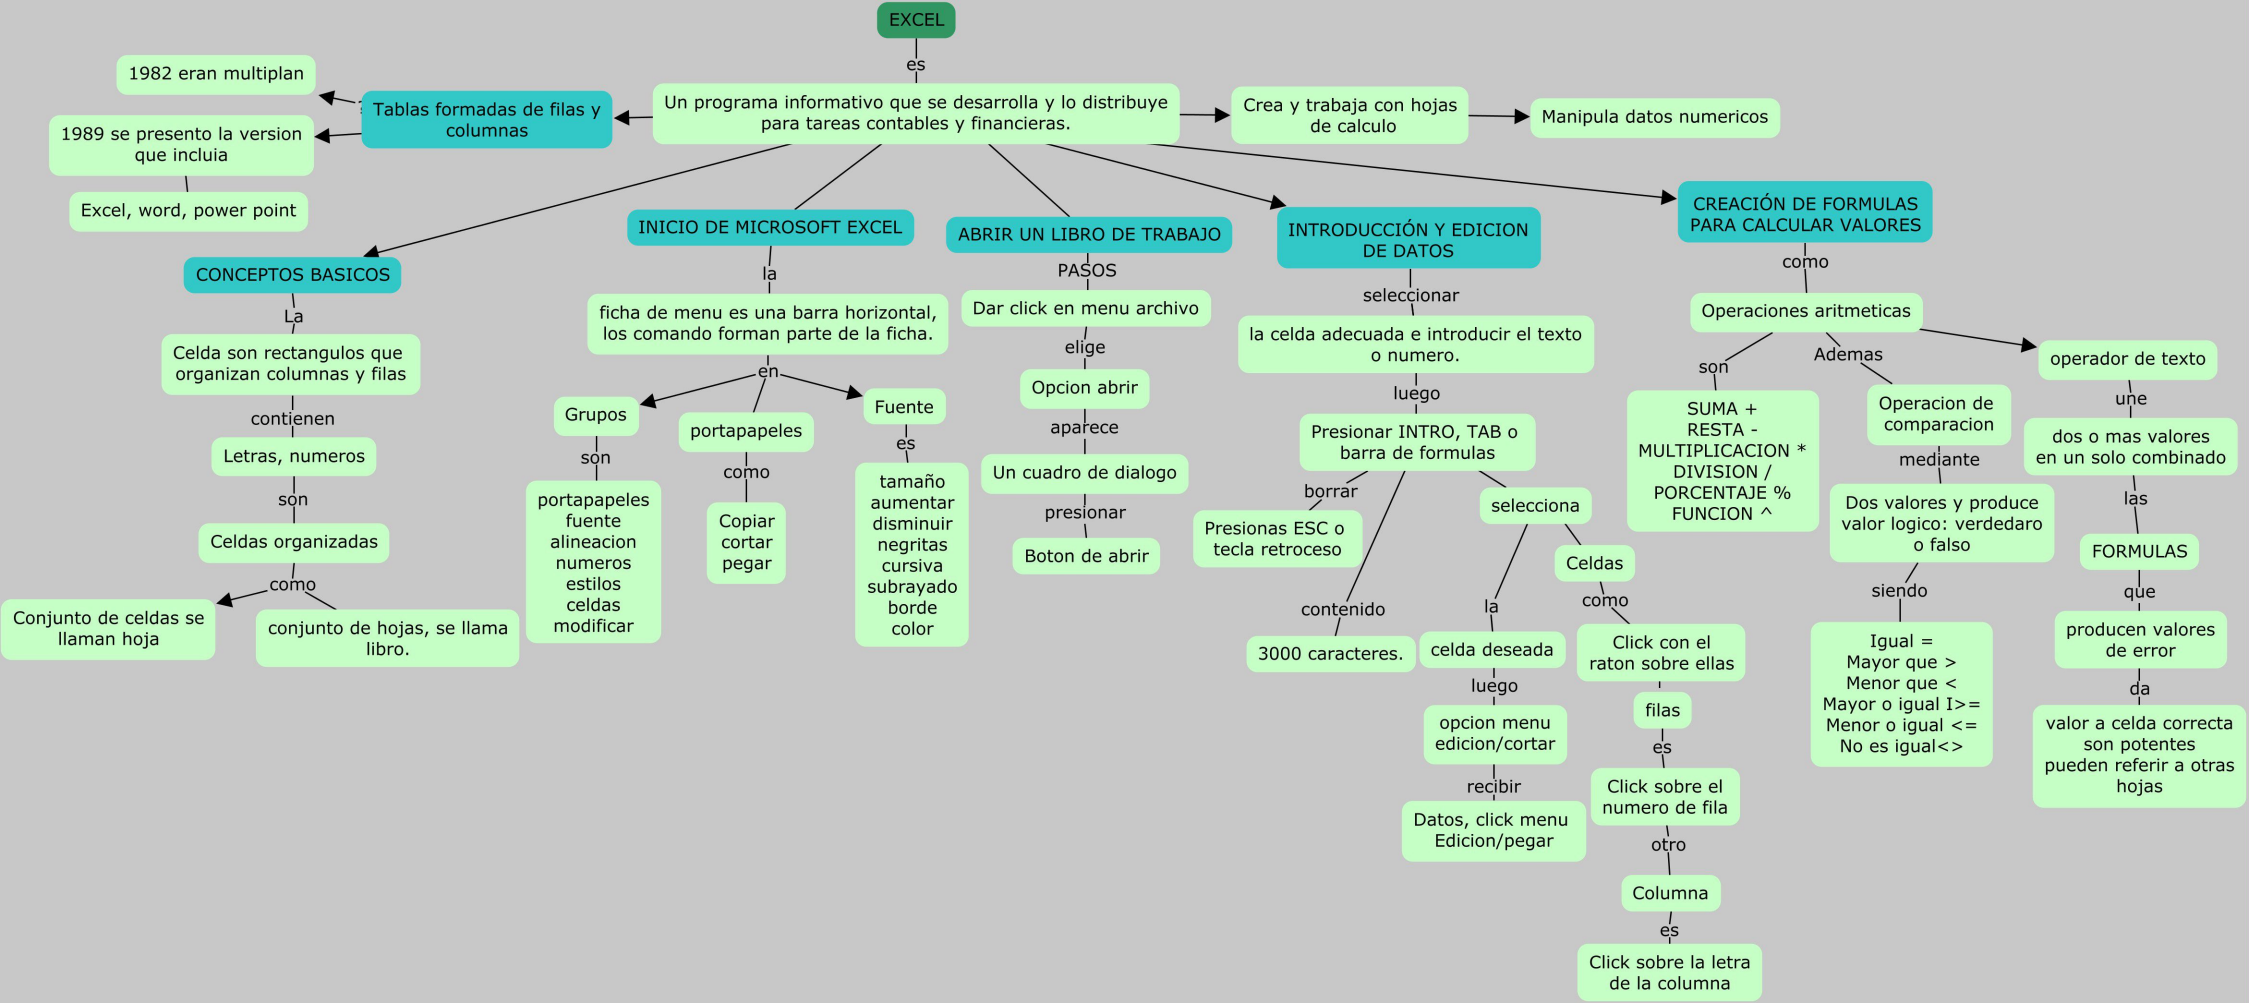 EXCEL
es
Un programa informativo que se desarrolla y lo distribuye
para tareas contables y financieras.
Tablas formadas de filas y
columnas
1982 eran multiplan
1989 se presento la version
que incluia
Excel, word, power point
Crea y trabaja con hojas
de calculo
Manipula datos numericos
CONCEPTOS BASICOS
La
Celda son rectangulos que
organizan columnas y filas
contienen
Letras, numeros
son
Celdas organizadas
como
Conjunto de celdas se
llaman hoja
conjunto de hojas, se llama
libro.
INICIO DE MICROSOFT EXCEL
la
ficha de menu es una barra horizontal,
los comando forman parte de la ficha.
en
Grupos
son
portapapeles
fuente
alineacion
numeros
estilos
celdas
modificar
portapapeles
como
Copiar
cortar
pegar
Fuente
es
tamaño
aumentar
disminuir
negritas
cursiva
subrayado
borde
color
ABRIR UN LIBRO DE TRABAJO
PASOS
Dar click en menu archivo
elige
Opcion abrir
aparece
Un cuadro de dialogo
presionar
Boton de abrir
INTRODUCCIÓN Y EDICION
DE DATOS
seleccionar
la celda adecuada e introducir el texto
o numero.
luego
Presionar INTRO, TAB o
barra de formulas
borrar
Presionas ESC o
tecla retroceso
contenido
3000 caracteres.
selecciona
la
celda deseada
luego
opcion menu
edicion/cortar
recibir
Datos, click menu
Edicion/pegar
Celdas
como
Click con el
raton sobre ellas
filas
es
Click sobre el
numero de fila
otro
Columna
es
Click sobre la letra
de la columna
CREACIÓN DE FORMULAS
PARA CALCULAR VALORES
como
Operaciones aritmeticas
son
SUMA +
RESTA -
MULTIPLICACION *
DIVISION /
PORCENTAJE %
FUNCION ^
Ademas
Operacion de
comparacion
mediante
Dos valores y produce
valor logico: verdedaro
o falso
siendo
Igual =
Mayor que >
Menor que <
Mayor o igual I>=
Menor o igual <=
No es igual<>
operador de texto
une
dos o mas valores
en un solo combinado
las
FORMULAS
que
producen valores
de error
da
valor a celda correcta
son potentes
pueden referir a otras
hojas